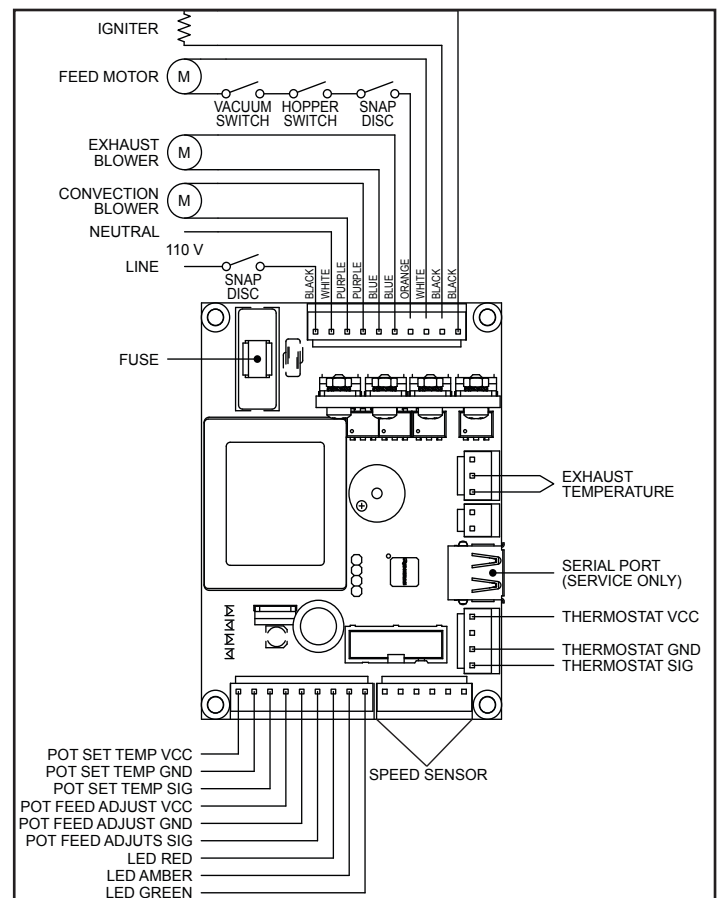 IGNITER
FEED MOTOR
M
VACUUM
SWITCH
HOPPER
SWITCH
SNAP
DISC
EXHAUST
BLOWER
M
CONVECTION
BLOWER
M
NEUTRAL
110 V
LINE
SNAP
DISC
BLACK
WHITE
PURPLE
PURPLE
BLUE
BLUE
ORANGE
WHITE
BLACK
BLACK
FUSE
EXHAUST
TEMPERATURE
SERIAL PORT
(SERVICE ONLY)
THERMOSTAT VCC
THERMOSTAT GND
THERMOSTAT SIG
SPEED SENSOR
POT SET TEMP VCC
POT SET TEMP GND
POT SET TEMP SIG
POT FEED ADJUST VCC
POT FEED ADJUST GND
POT FEED ADJUTS SIG
LED RED
LED AMBER
LED GREEN